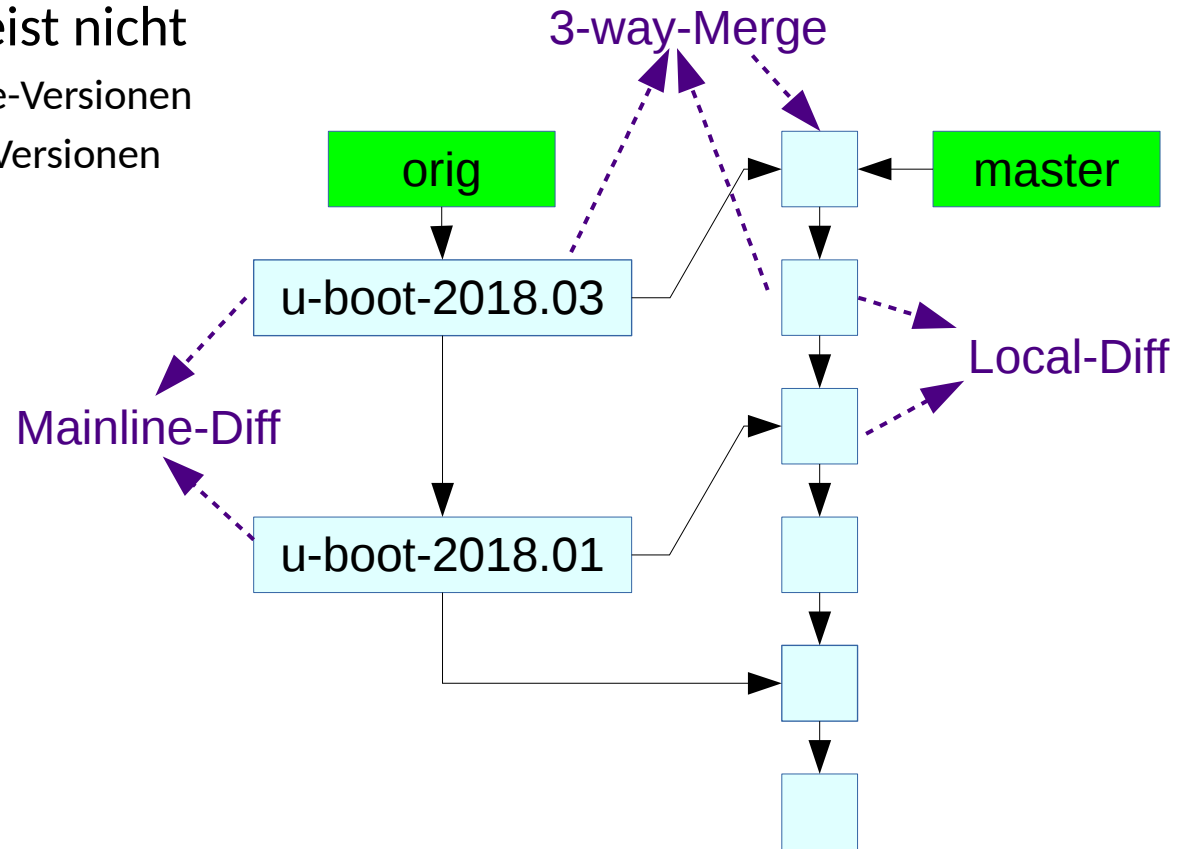 eist nicht
e-Versionen
Versionen
3-way-Merge
orig
master
u-boot-2018.03
Local-Diff
Mainline-Diff
u-boot-2018.01